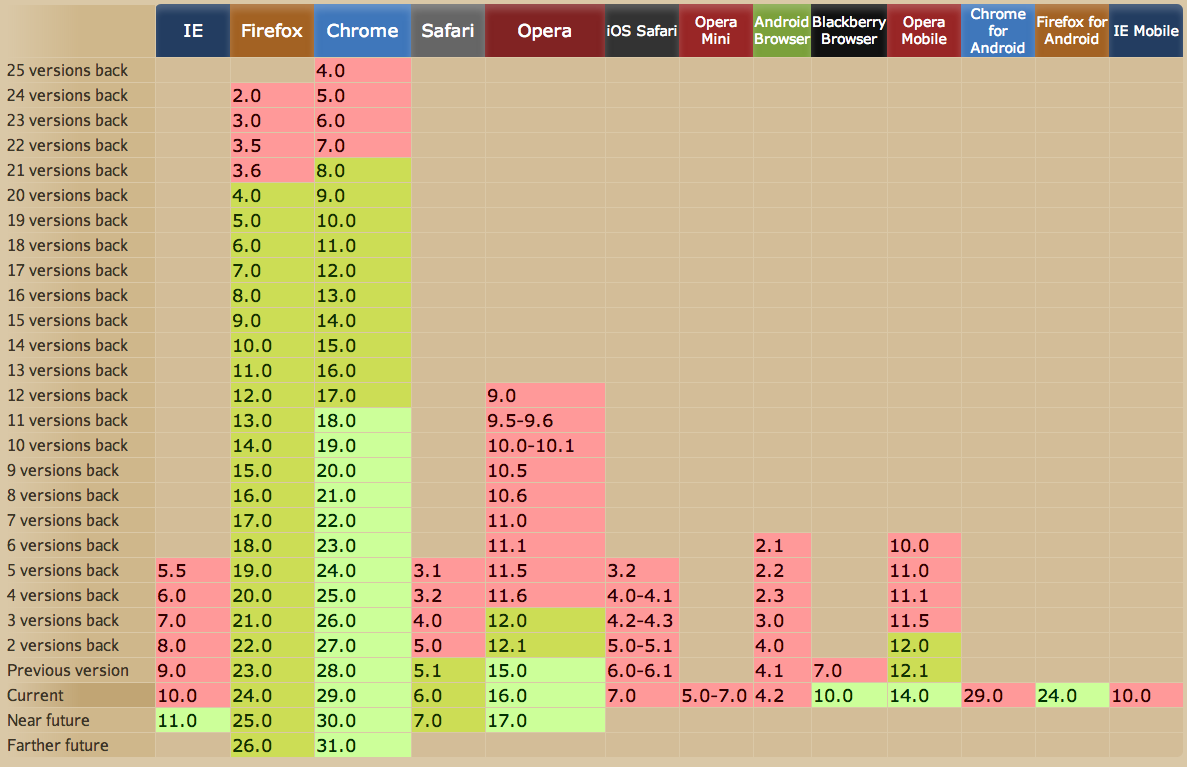 IE Firefox Chrome Safari Opera iOS Safari Opera Mini Android Browser Blackberry Browser Opera Mobile Chrome for Android Firefox for Android IE Mobile
25 versions back 4.0
24 versions back 2.0 5.0
23 versions back 3.0 6.0
22 versions back 3.5 7.0
21 versions back 3.6 8.0
20 versions back 4.0 9.0
19 versions back 5.0 10.0
18 versions back 6.0 11.0
17 versions back 7.0 12.0
16 versions back 8.0 13.0
15 versions back 9.0 14.0
14 versions back 10.0 15.0
13 versions back 11.0 16.0
12 versions back 12.0 17.0 9.0
11 versions back 13.0 18.0 9.5-9.6
10 versions back 14.0 19.0 10.0-10.1
9 versions back 15.0 20.0 10.5
8 versions back 16.0 21.0 10.6
7 versions back 17.0 22.0 11.0
6 versions back 18.0 23.0 11.1 2.1 10.0
5 versions back 5.5 19.0 24.0 3.1 11.5 3.2 2.2 11.0
4 versions back 6.0 20.0 25.0 3.2 11.6 4.0-4.1 2.3 11.1
3 versions back 7.0 21.0 26.0 4.0 12.0 4.2-4.3 3.0 11.5
2 versions back 8.0 22.0 27.0 5.0 12.1 5.0-5.1 4.0 12.0
Previous version 9.0 23.0 28.0 5.1 15.0 6.0-6.1 4.1 7.0 12.1
Current 10.0 24.0 29.0 6.0 16.0 7.0 5.0-7.0 4.2 10.0 14.0 29.0 24.0 10.0
Near future 11.0 25.0 30.0 7.0 17.0
Farther future 26.0 31.0